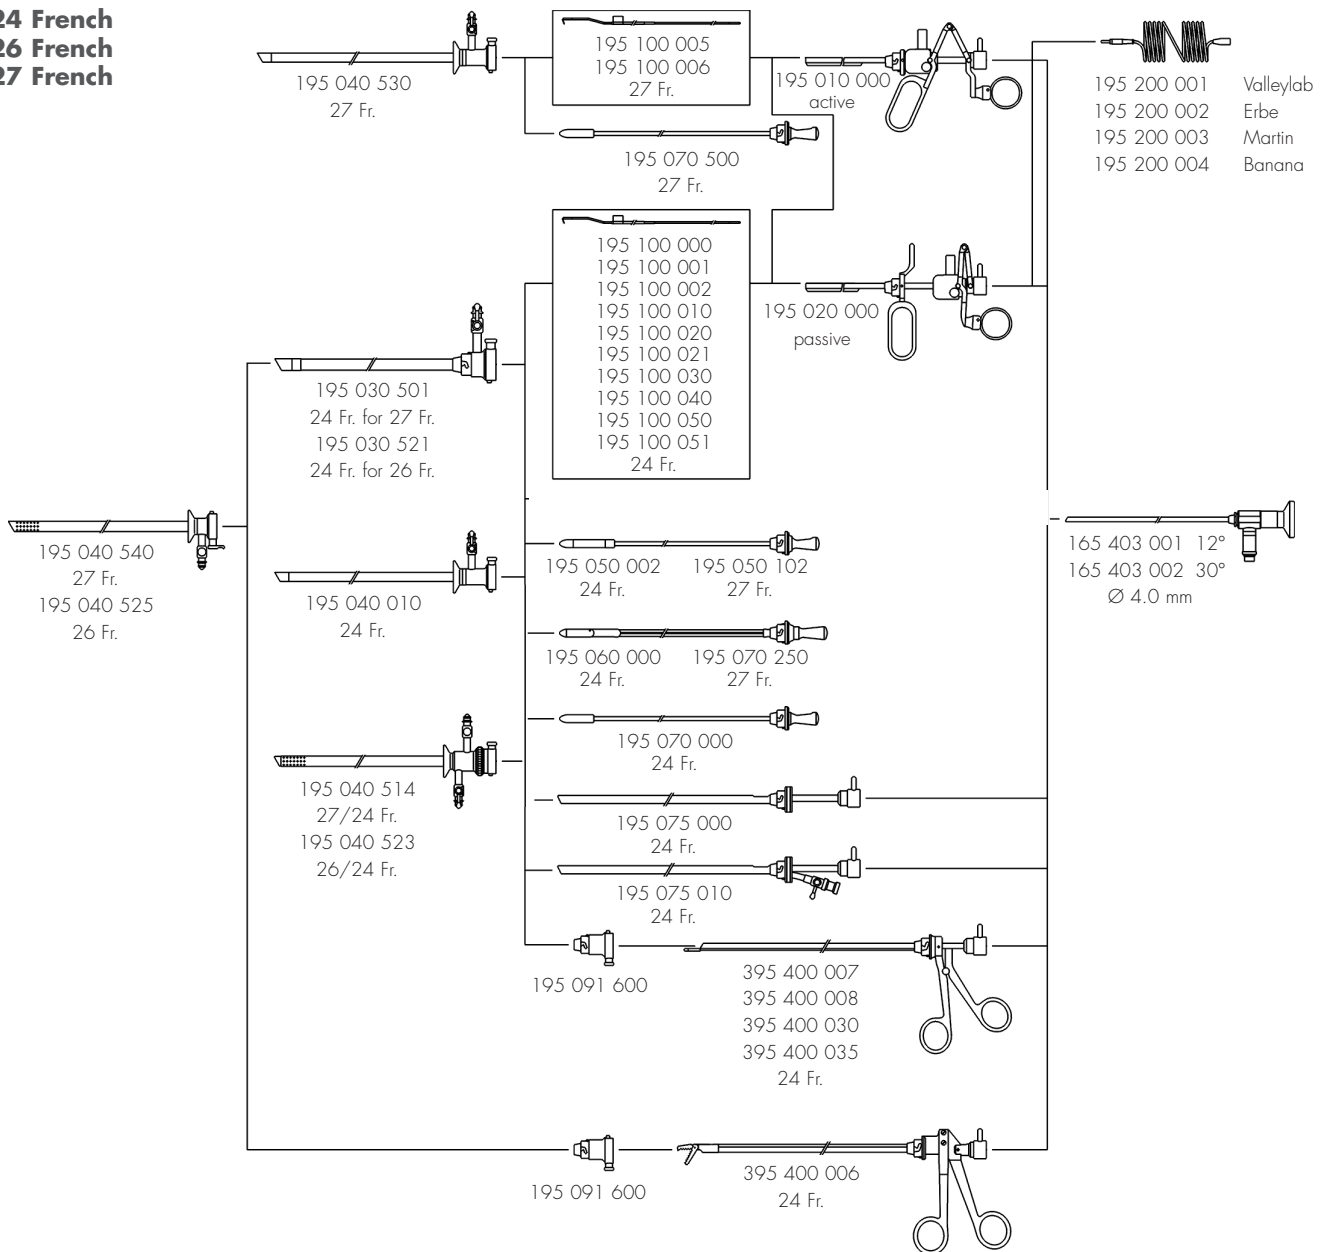 24 French
26 French
27 French
195 040 530
27 Fr.
195 100 005
195 100 006
27 Fr.
195 070 500
27 Fr.
195 010 000
active
195 200 001 Valleylab
195 200 002 Erbe
195 200 003 Martin
195 200 004 Banana
195 100 000
195 100 001
195 100 002
195 100 010
195 100 020
195 100 021
195 100 030
195 100 040
195 100 050
195 100 051
24 Fr.
195 020 000
passive
195 030 501
24 Fr. for 27 Fr.
195 030 521
24 Fr. for 26 Fr.
195 040 540
27 Fr.
195 040 525
26 Fr.
195 040 010
24 Fr.
195 050 002 195 050 102
24 Fr. 27 Fr.
195 060 000 195 070 250
24 Fr. 27 Fr.
165 403 001 12°
165 403 002 30°
Ø 4.0 mm
195 070 000
24 Fr.
195 040 514
27/24 Fr.
195 040 523
26/24 Fr.
195 075 000
24 Fr.
195 075 010
24 Fr.
195 091 600
395 400 007
395 400 008
395 400 030
395 400 035
24 Fr.
195 091 600
395 400 006
24 Fr.